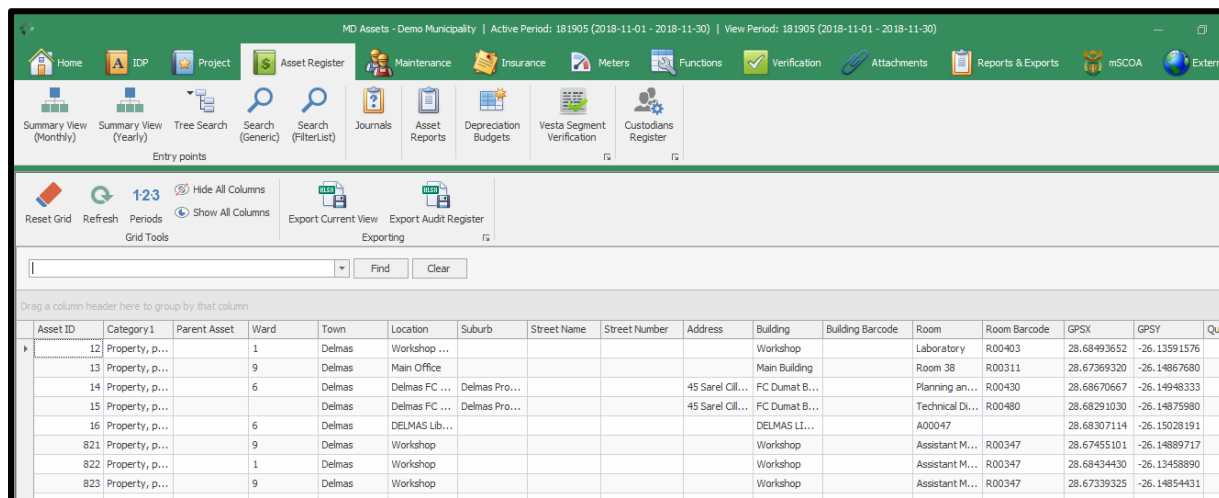 MD Assets - Demo Municipality | Active Period: 181905 (2018-11-01 - 2018-11-30) | View Period: 181905 (2018-11-01 - 2018-11-30)
Home IDP Project Asset Register Maintenance Insurance Meters Functions Verification Attachments Reports & Exports mSCOA Extern
Summary View (Monthly) Summary View (Yearly) Tree Search Search (Generic) Search (FilterList) Journals Asset Reports Depreciation Budgets Vesta Segment Verification Custodians Register
Entry points
Reset Grid Refresh 1·2·3 Periods Hide All Columns Show All Columns XLSX Export Current View XLSX Export Audit Register
Grid Tools Exporting
Find Clear
Drag a column header here to group by that column
Asset ID Category1 Parent Asset Ward Town Location Suburb Street Name Street Number Address Building Building Barcode Room Room Barcode GPSX GPSY Qu
12 Property, p... 1 Delmas Workshop ... Workshop Laboratory R00403 28.68493652 -26.13591576
13 Property, p... 9 Delmas Main Office Main Building Room 38 R00311 28.67369320 -26.14867680
14 Property, p... 6 Delmas Delmas FC ... Delmas Pro... 45 Sarel Cill... FC Dumat B... Planning an... R00430 28.68670667 -26.14948333
15 Property, p... Delmas Delmas FC ... Delmas Pro... 45 Sarel Cill... FC Dumat B... Technical Di... R00480 28.68291030 -26.14875980
16 Property, p... 6 Delmas DELMAS Lib... DELMAS LI... A00047 28.68307114 -26.15028191
821 Property, p... 9 Delmas Workshop Workshop Assistant M... R00347 28.67455101 -26.14889717
822 Property, p... 1 Delmas Workshop Workshop Assistant M... R00347 28.68434430 -26.13458890
823 Property, p... 9 Delmas Workshop Workshop Assistant M... R00347 28.67339325 -26.14854431